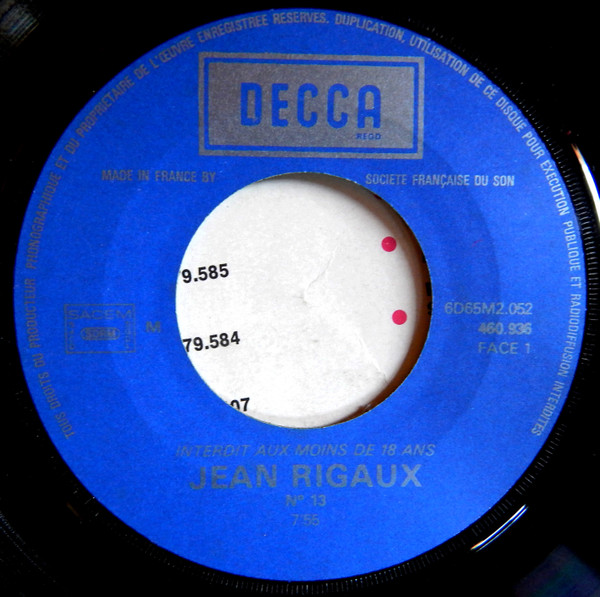 TOUS DROITS DU PRODUCTEUR, PHONOGRAPHIQUE ET DU PROPRIETAIRE DE L'ŒUVRE ENREGISTREE RESERVES. DUPLICATION, UTILISATION DE CE DISQUE POUR EXECUTION PUBLIQUE ET RADIODIFFUSION INTERDITES
DECCA
REGD
MADE IN FRANCE BY SOCIETE FRANÇAISE DU SON
9.585
79.584
07
SACEM
M
6D65M2.052
460.936
FACE 1
INTERDIT AUX MOINS DE 18 ANS
JEAN RIGAUX
N° 13
7'55